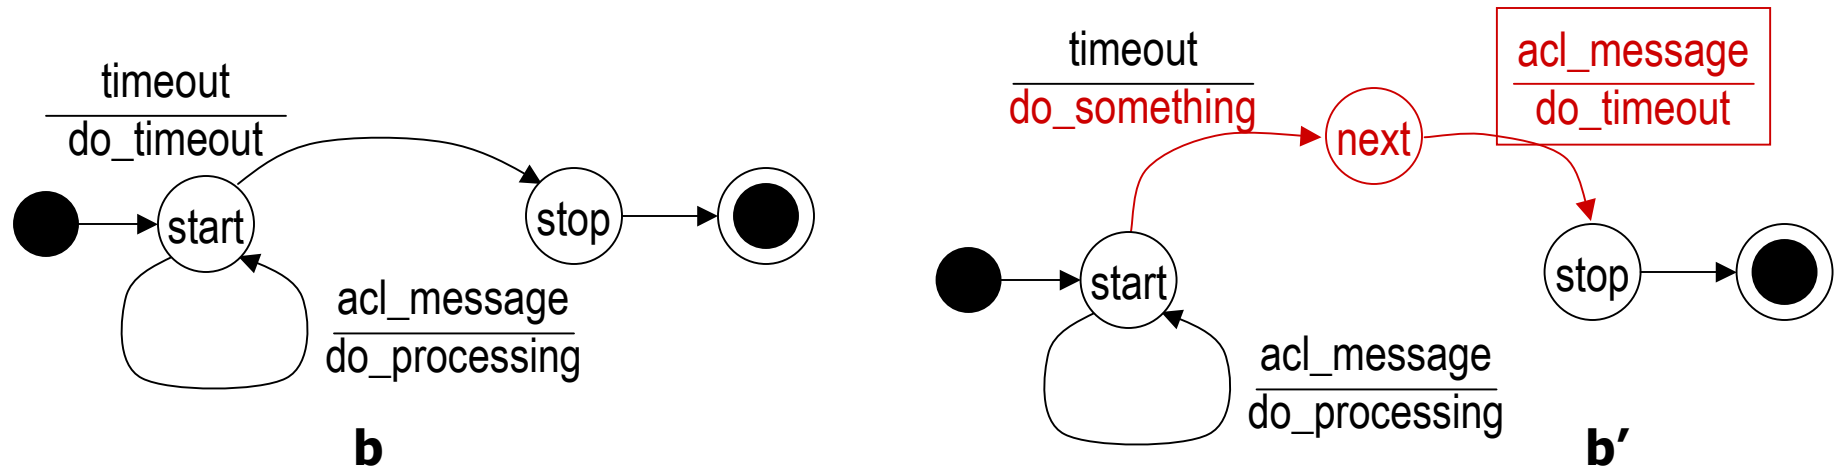 timeout
do_timeout
start
stop
acl_message
do_processing
b
timeout
do_something
next
acl_message
do_timeout
start
stop
acl_message
do_processing
b’